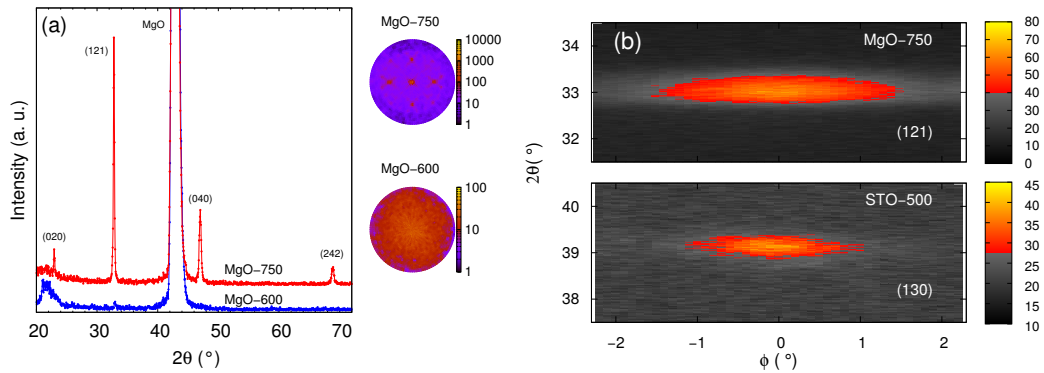 (a)
MgO
(121)
(040)
(020)
(242)
MgO−750
MgO−600
Intensity (a. u.)
20 30 40 50 60 70
2θ (°)
MgO−750
10000
1000
100
10
1
MgO−600
100
10
1
(b)
MgO−750
(121)
34
33
32
31
80
70
60
50
40
30
20
10
0
2θ( °)
STO−500
(130)
40
39
38
45
40
35
30
25
20
15
10
−2 −1 0 1 2
ϕ ( °)